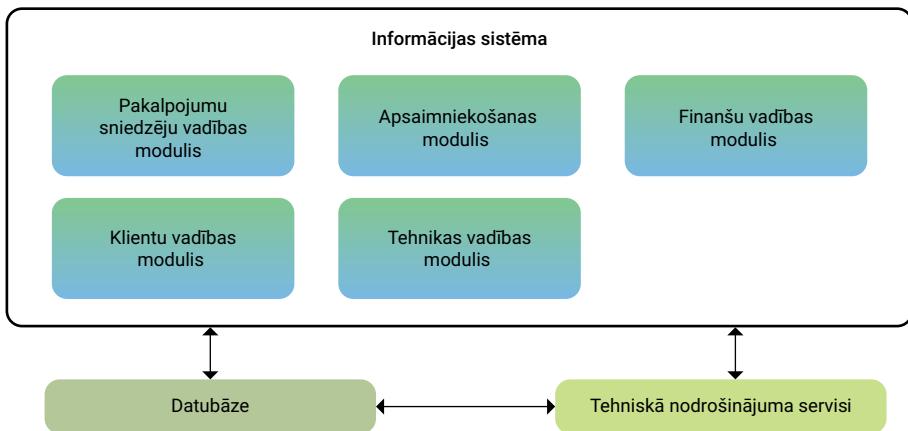 Informācijas sistēma
Pakalpojumu
sniedzēju vadības
modulis
Apsaimniekošanas
modulis
Finanšu vadības
modulis
Klientu vadības
modulis
Tehnikas vadības
modulis
Datubāze
Tehniskā nodrošinājuma servisi